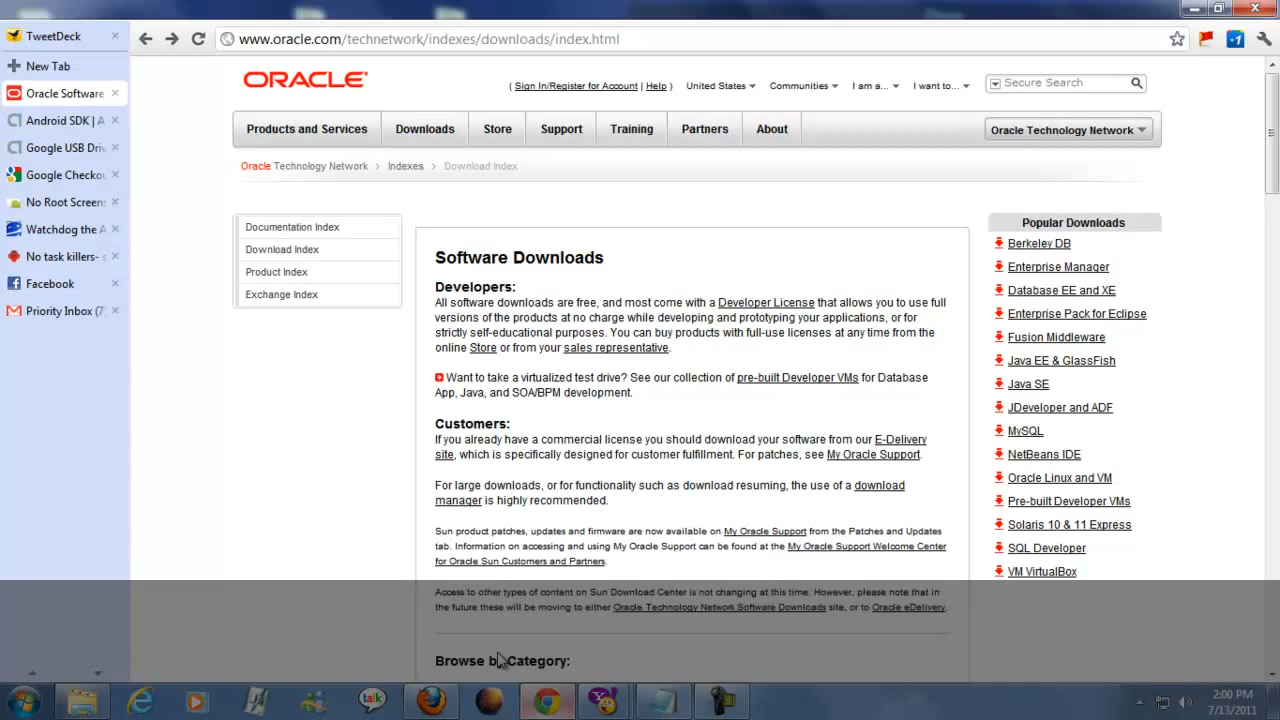 TweetDeck
New Tab
Oracle Software
Android SDK | A
Google USB Driv
Google Checkou
No Root Screens
Watchdog the A
No task killers-
Facebook
Priority Inbox (7
www.oracle.com/technetwork/indexes/downloads/index.html
+1
ORACLE
( Sign In/Register for Account | Help )
United States
Communities
I am a...
I want to...
Secure Search
Products and Services
Downloads
Store
Support
Training
Partners
About
Oracle Technology Network
Oracle Technology Network > Indexes > Download Index
Documentation Index
Download Index
Product Index
Exchange Index
Software Downloads
Developers:
All software downloads are free, and most come with a Developer License that allows you to use full
versions of the products at no charge while developing and prototyping your applications, or for
strictly self-educational purposes. You can buy products with full-use licenses at any time from the
online Store or from your sales representative.
Want to take a virtualized test drive? See our collection of pre-built Developer VMs for Database
App, Java, and SOA/BPM development.
Customers:
If you already have a commercial license you should download your software from our E-Delivery
site, which is specifically designed for customer fulfillment. For patches, see My Oracle Support.
For large downloads, or for functionality such as download resuming, the use of a download
manager is highly recommended.
Sun product patches, updates and firmware are now available on My Oracle Support from the Patches and Updates
tab. Information on accessing and using My Oracle Support can be found at the My Oracle Support Welcome Center
for Oracle Sun Customers and Partners.
Access to other types of content on Sun Download Center is not changing at this time. However, please note that in
the future these will be moving to either Oracle Technology Network Software Downloads site, or to Oracle eDelivery.
Browse by Category:
Popular Downloads
Berkeley DB
Enterprise Manager
Database EE and XE
Enterprise Pack for Eclipse
Fusion Middleware
Java EE & GlassFish
Java SE
JDeveloper and ADF
MySQL
NetBeans IDE
Oracle Linux and VM
Pre-built Developer VMs
Solaris 10 & 11 Express
SQL Developer
VM VirtualBox
talk
2:00 PM
7/13/2011